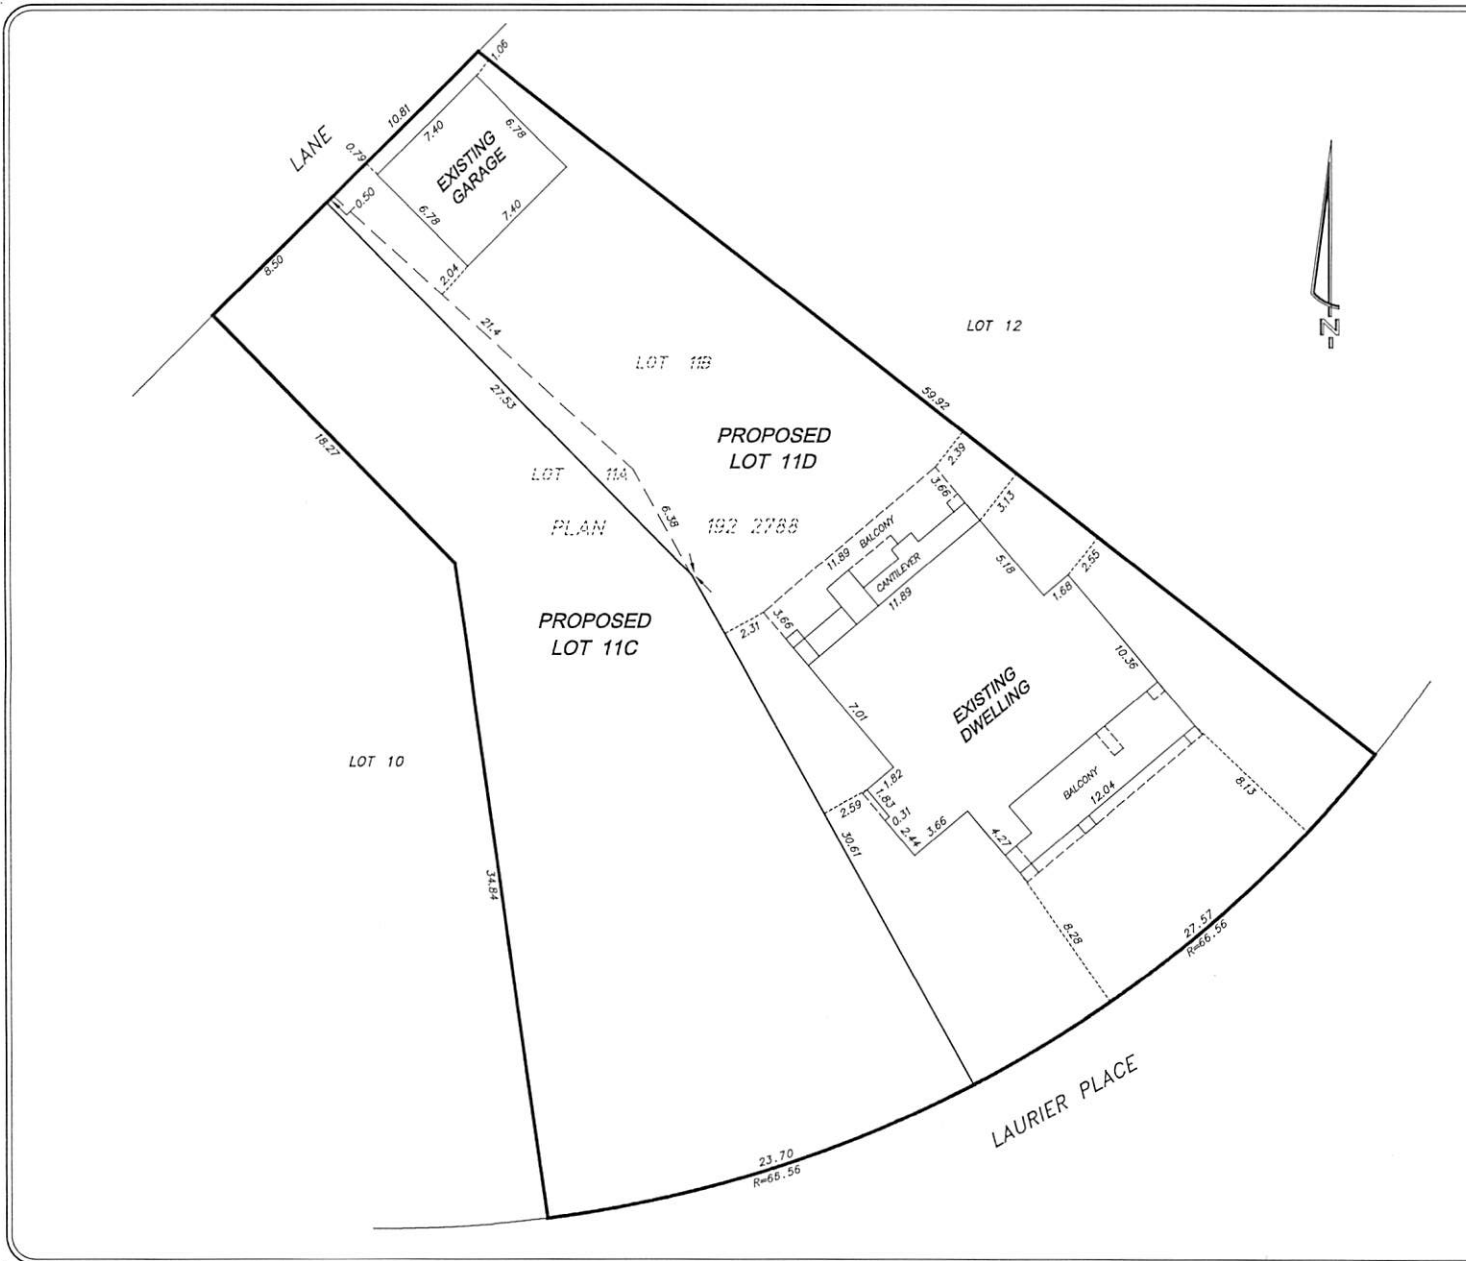 1.06
10.81
7.40
6.78
EXISTING
GARAGE
LANE
0.79
0.50
6.78
7.40
8.50
2.04
21.4
LOT 12
LOT 11B
27.53
59.92
PROPOSED
LOT 11D
18.27
2.39
LOT 11A
3.66
3.13
6.38
PLAN 192 2788
BALCONY
11.89
CANTILEVER
5.18
2.55
11.89
1.68
PROPOSED
LOT 11C
3.66
2.31
10.36
EXISTING
DWELLING
7.01
LOT 10
1.82
BALCONY
12.04
8.13
2.59
1.83
0.31
2.44
3.66
4.27
30.61
34.84
8.28
27.57
R=66.56
LAURIER PLACE
23.70
R=66.56
N